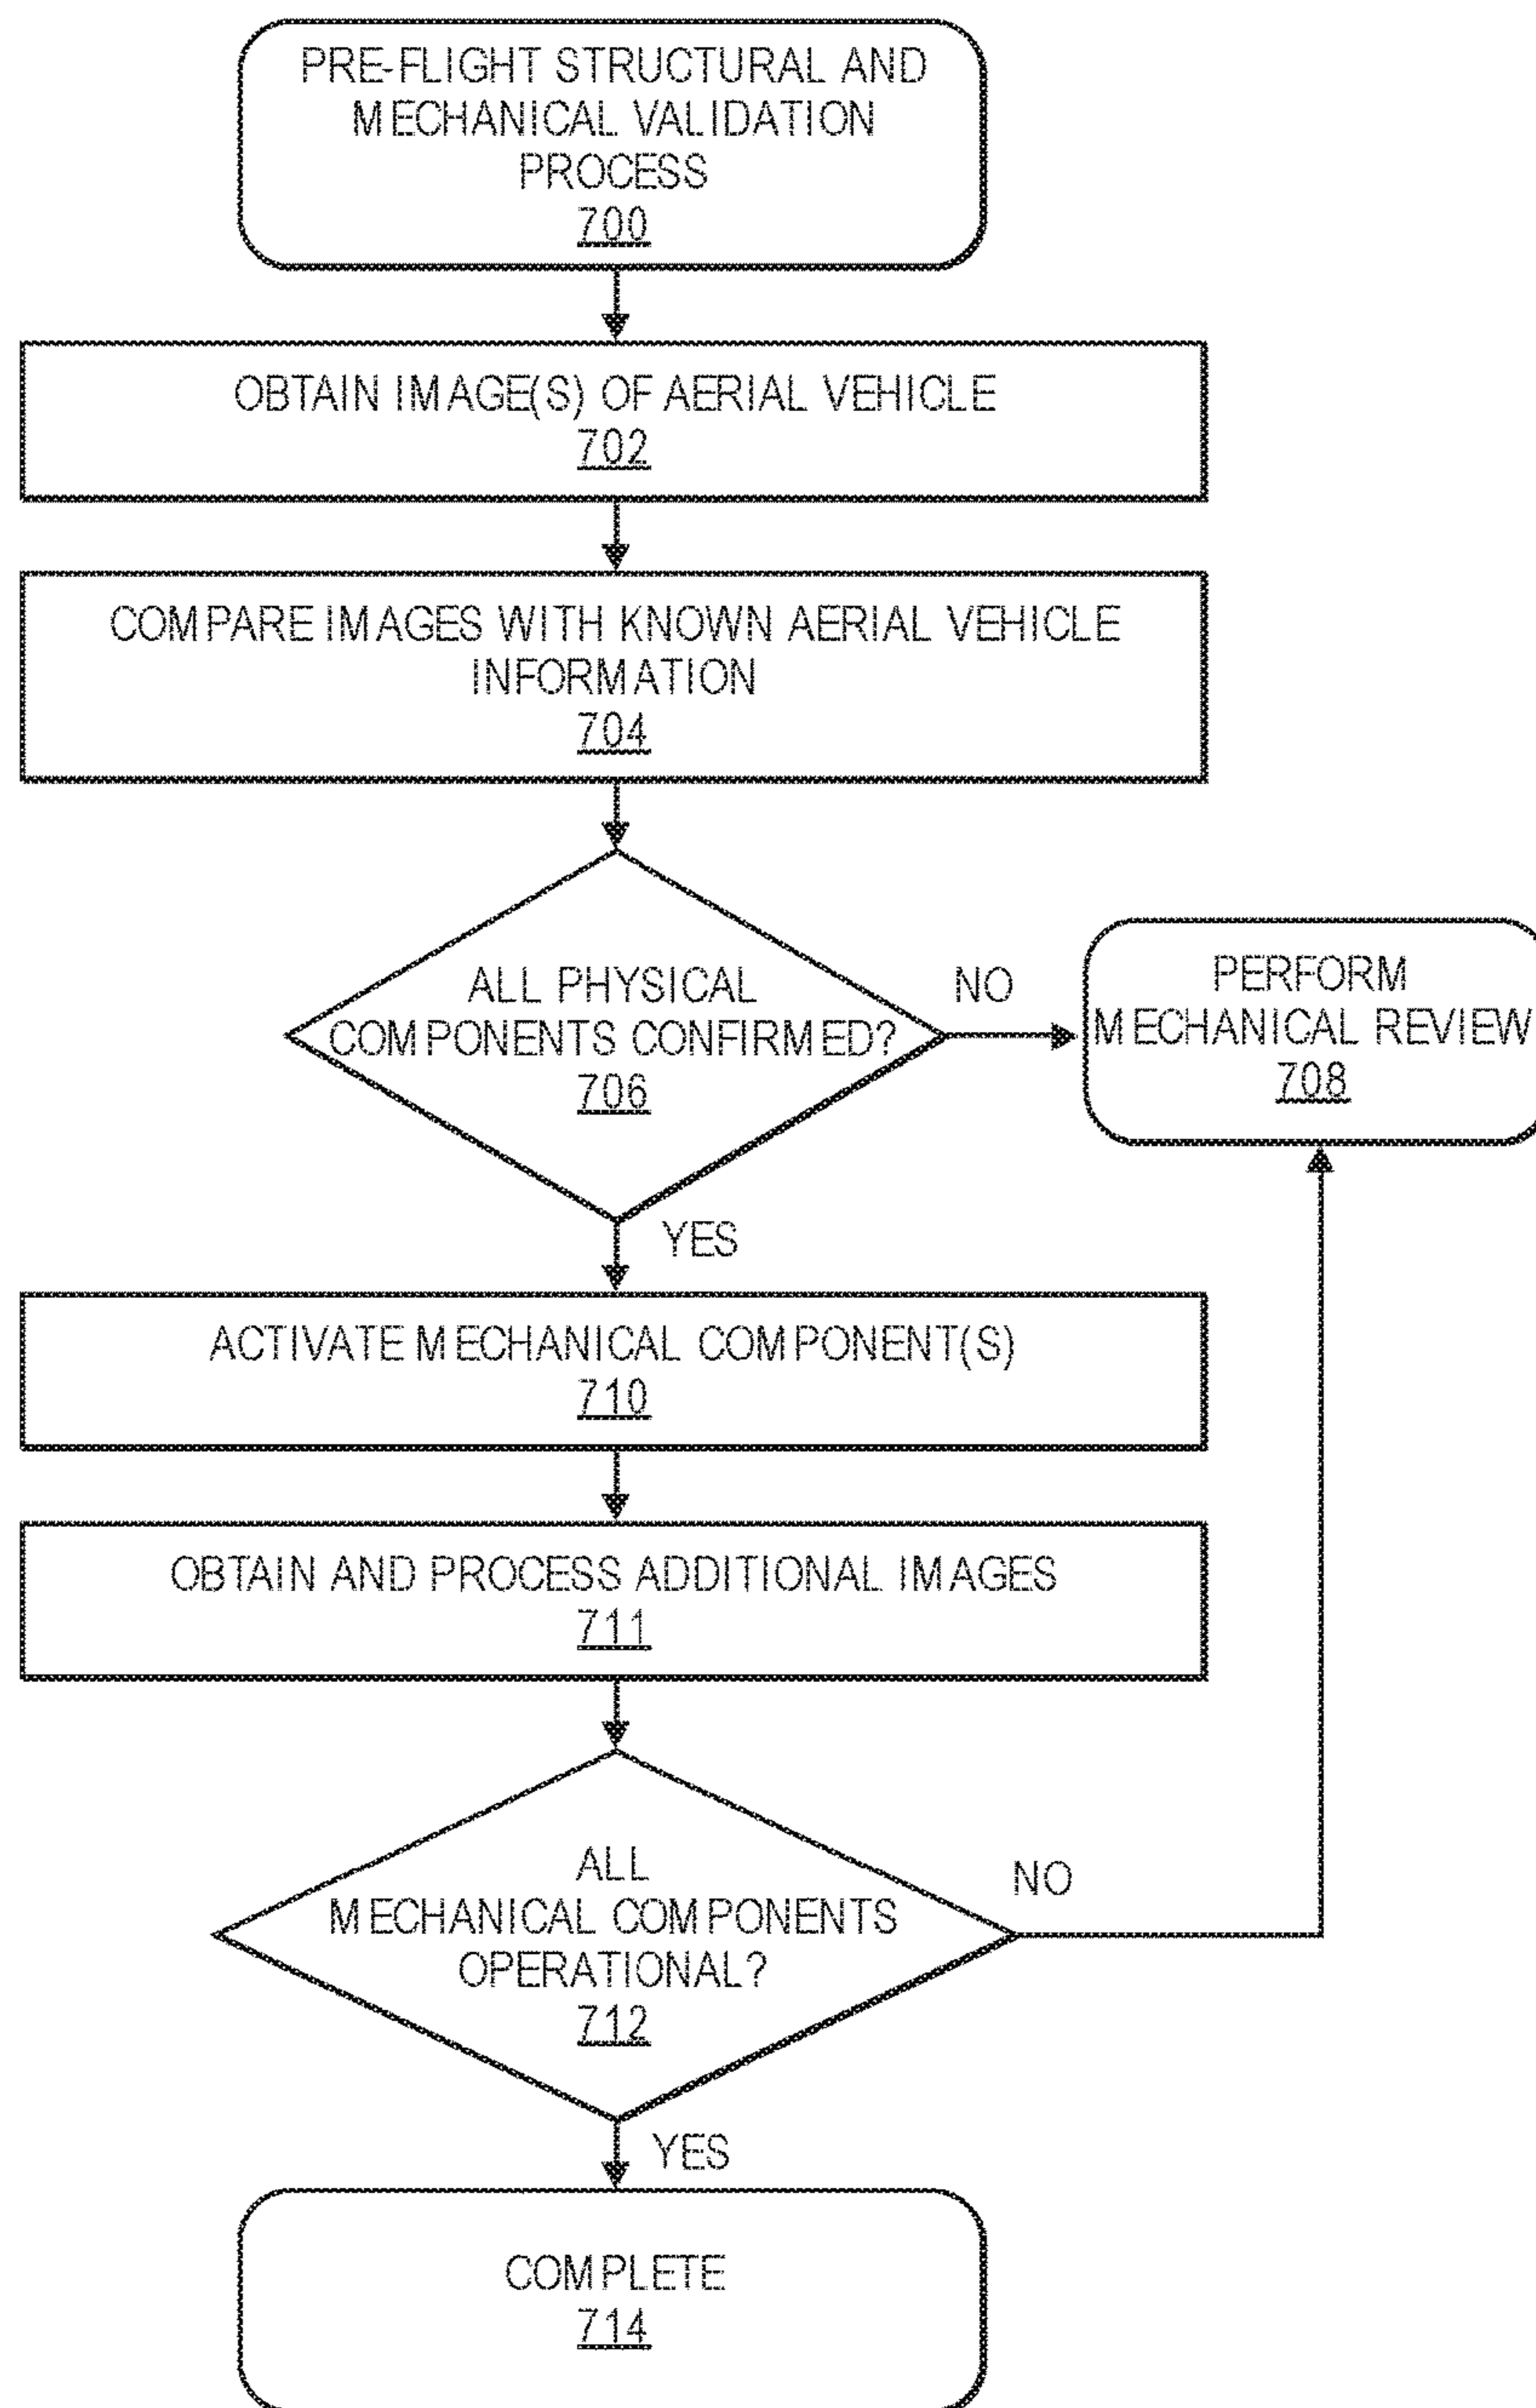 PRE-FLIGHT STRUCTURAL AND
MECHANICAL VALIDATION
PROCESS
700
OBTAIN IMAGE(S) OF AERIAL VEHICLE
702
COMPARE IMAGES WITH KNOWN AERIAL VEHICLE
INFORMATION
704
ALL PHYSICAL
COMPONENTS CONFIRMED?
706
NO
PERFORM
MECHANICAL REVIEW
708
YES
ACTIVATE MECHANICAL COMPONENT(S)
710
OBTAIN AND PROCESS ADDITIONAL IMAGES
711
ALL
MECHANICAL COMPONENTS
OPERATIONAL?
712
NO
YES
COMPLETE
714